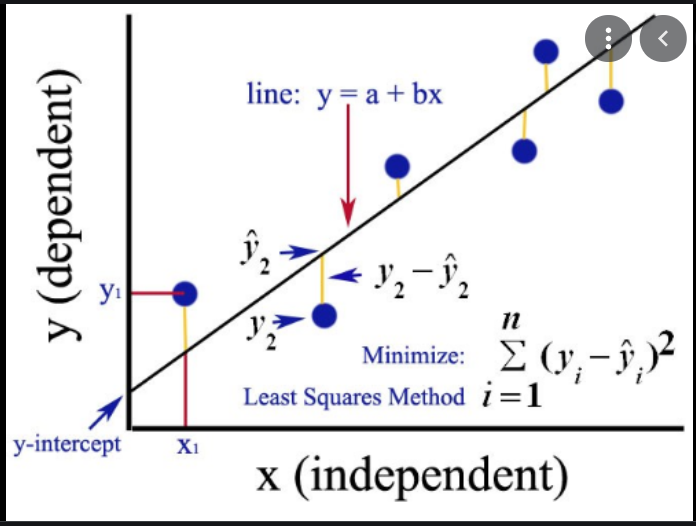 line: y = a + bx
y (dependent)
ŷ₂
y₂ − ŷ₂
y₁
y₂
n
Minimize: Σ (yᵢ − ŷᵢ)²
Least Squares Method i = 1
y-intercept
x₁
x (independent)